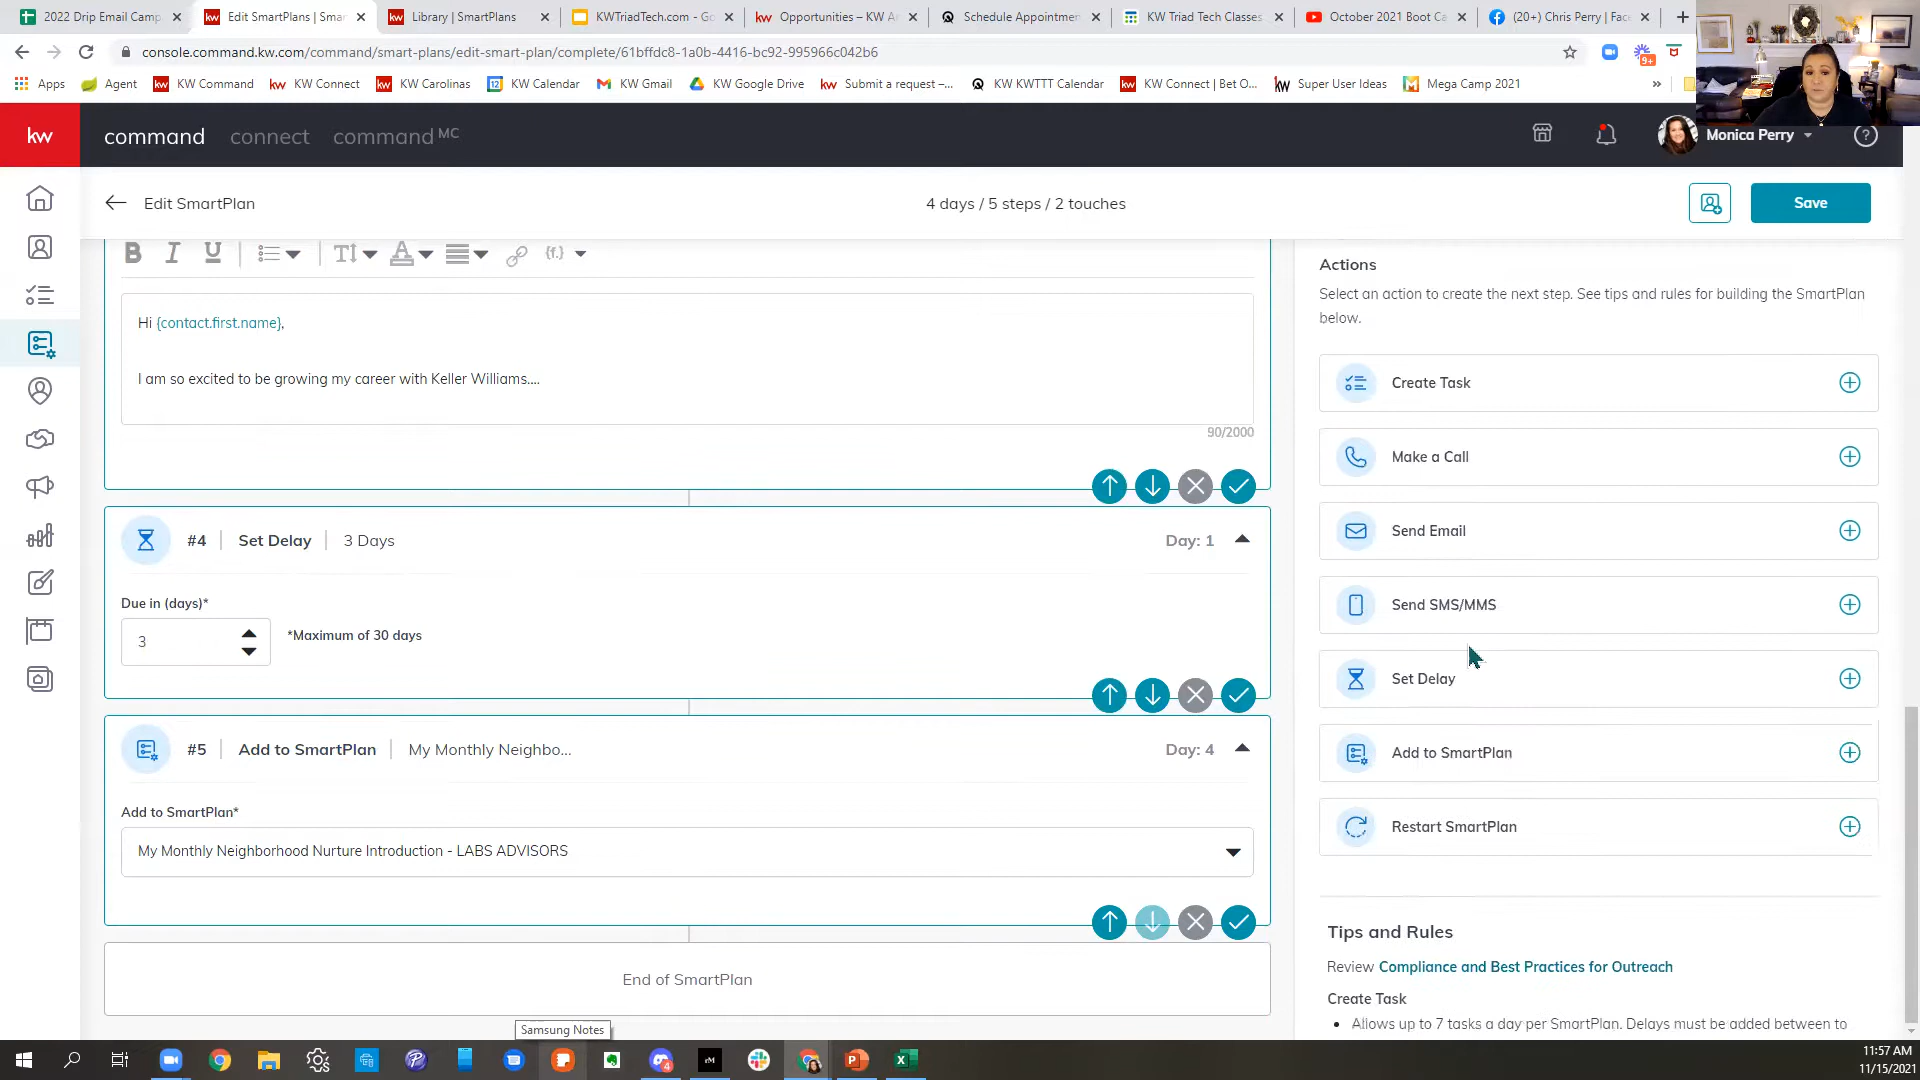 2022 Drip Email Camp
Edit SmartPlans | Smar
Library | SmartPlans
KWTriadTech.com - Go
Opportunities – KW A
Schedule Appointmen
KW Triad Tech Classes
October 2021 Boot Ca
(20+) Chris Perry | Fac
console.command.kw.com/command/smart-plans/edit-smart-plan/complete/61bffdc8-1a0b-4416-bc92-995966c042b6
9+
Apps
Agent
KW Command
KW Connect
KW Carolinas
KW Calendar
KW Gmail
KW Google Drive
Submit a request –...
KW KWTTT Calendar
KW Connect | Bet O...
Super User Ideas
Mega Camp 2021
»
kw
command
connect
command MC
Monica Perry
?
Edit SmartPlan
4 days / 5 steps / 2 touches
Save
B I U
{f.}
Hi {contact.first.name},
I am so excited to be growing my career with Keller Williams....
90/2000
#4 Set Delay 3 Days Day: 1
Due in (days)*
3
*Maximum of 30 days
#5 Add to SmartPlan My Monthly Neighbo... Day: 4
Add to SmartPlan*
My Monthly Neighborhood Nurture Introduction - LABS ADVISORS
End of SmartPlan
Samsung Notes
Actions
Select an action to create the next step. See tips and rules for building the SmartPlan
below.
Create Task
Make a Call
Send Email
Send SMS/MMS
Set Delay
Add to SmartPlan
Restart SmartPlan
Tips and Rules
Review Compliance and Best Practices for Outreach
Create Task
• Allows up to 7 tasks a day per SmartPlan. Delays must be added between to
11:57 AM
11/15/2021